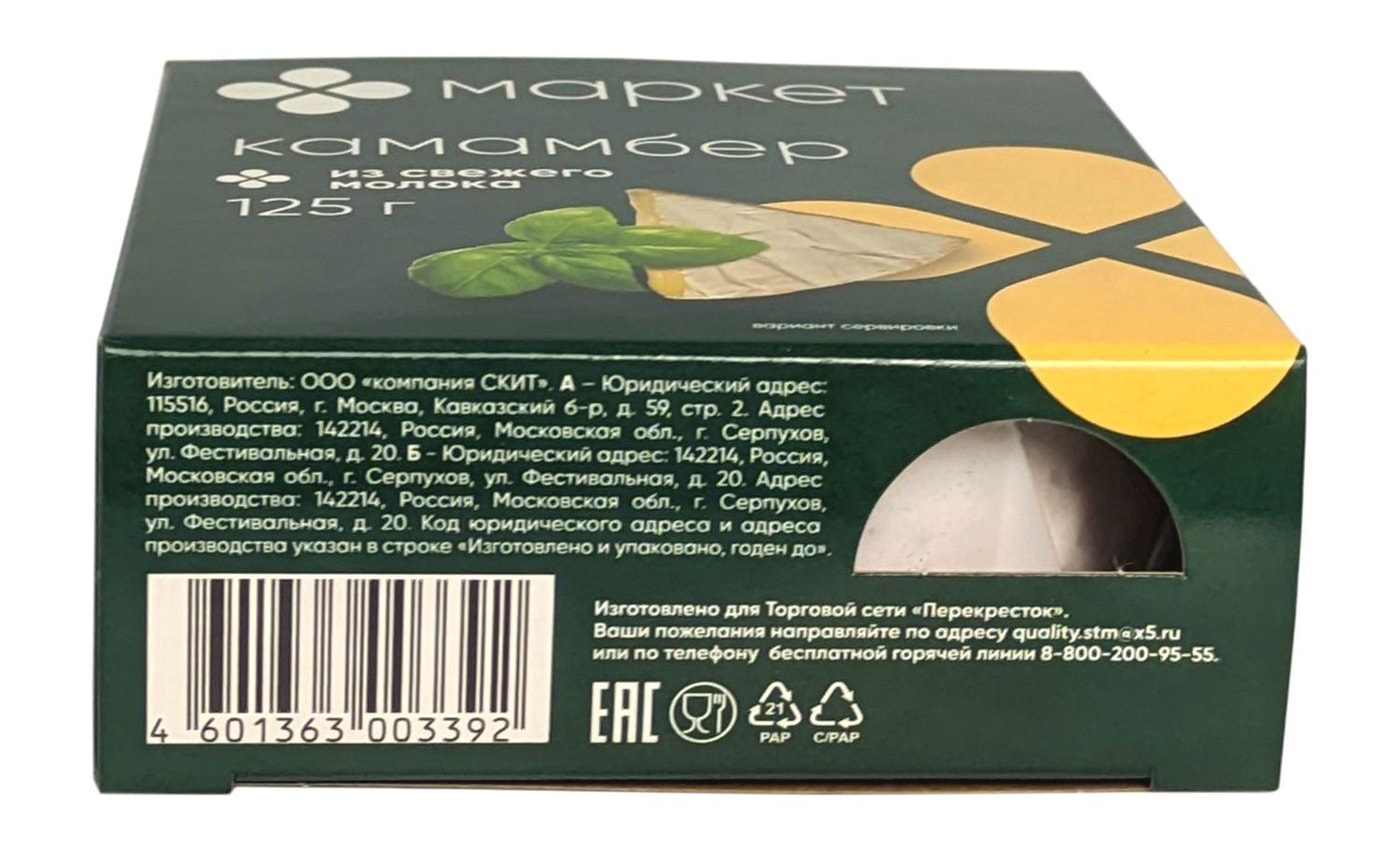 маркет
камамбер
из свежего
молока
125 г
вариант сервировки
Изготовитель: ООО «компания СКИТ». А – Юридический адрес:
115516, Россия, г. Москва, Кавказский б-р, д. 59, стр. 2. Адрес
производства: 142214, Россия, Московская обл., г. Серпухов,
ул. Фестивальная, д. 20. Б – Юридический адрес: 142214, Россия,
Московская обл., г. Серпухов, ул. Фестивальная, д. 20. Адрес
производства: 142214, Россия, Московская обл., г. Серпухов,
ул. Фестивальная, д. 20. Код юридического адреса и адреса
производства указан в строке «Изготовлено и упаковано, годен до».
Изготовлено для Торговой сети «Перекресток».
Ваши пожелания направляйте по адресу quality.stm@x5.ru
или по телефону бесплатной горячей линии 8-800-200-95-55.
4 601363 003392
EAC
21
PAP
C/PAP